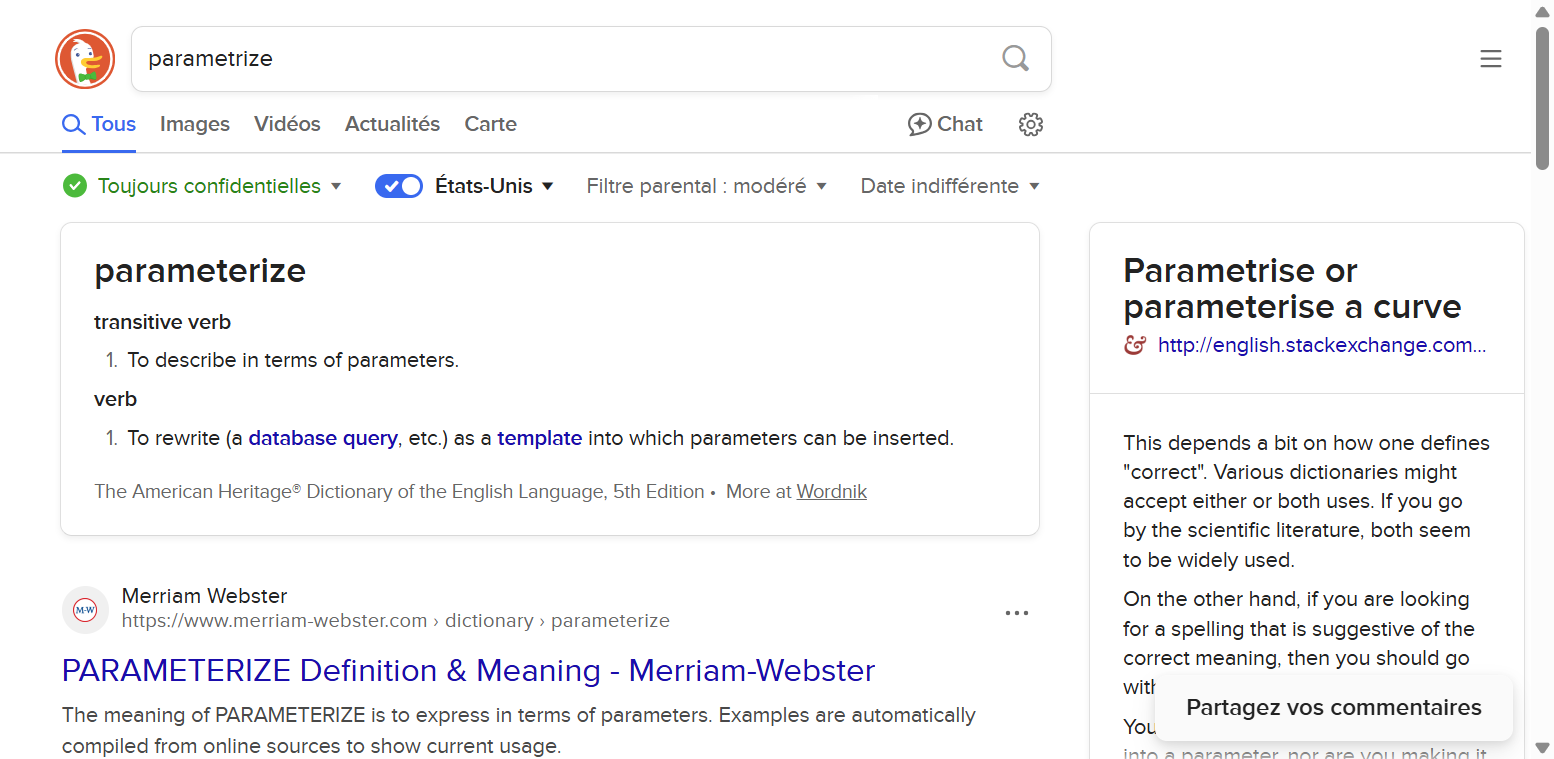 parametrize
Tous Images Vidéos Actualités Carte Chat
Toujours confidentielles États-Unis Filtre parental : modéré Date indifférente
parameterize
transitive verb
1. To describe in terms of parameters.
verb
1. To rewrite (a database query, etc.) as a template into which parameters can be inserted.
The American Heritage® Dictionary of the English Language, 5th Edition • More at Wordnik
M-W
Merriam Webster
https://www.merriam-webster.com › dictionary › parameterize
PARAMETERIZE Definition & Meaning - Merriam-Webster
The meaning of PARAMETERIZE is to express in terms of parameters. Examples are automatically
compiled from online sources to show current usage.
Parametrise or
parameterise a curve
& http://english.stackexchange.com...
This depends a bit on how one defines
"correct". Various dictionaries might
accept either or both uses. If you go
by the scientific literature, both seem
to be widely used.
On the other hand, if you are looking
for a spelling that is suggestive of the
correct meaning, then you should go
Partagez vos commentaires
into a parameter, nor are you making it